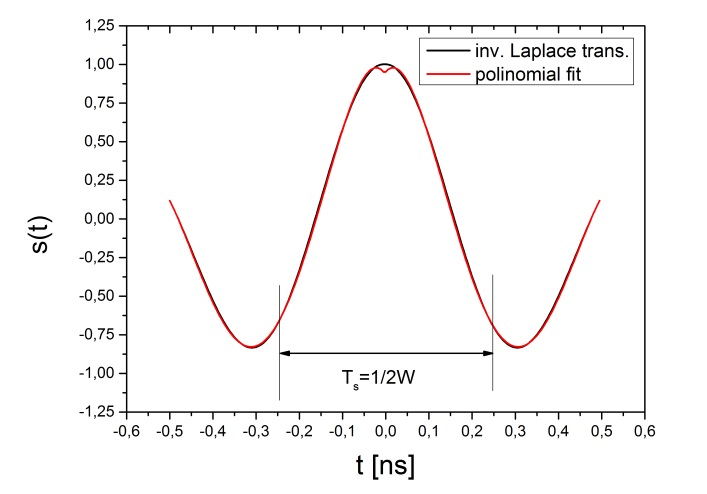 1,25
1,00
0,75
0,50
0,25
0,00
-0,25
-0,50
-0,75
-1,00
-1,25
s(t)
inv. Laplace trans.
polinomial fit
Ts=1/2W
-0,6 -0,5 -0,4 -0,3 -0,2 -0,1 0,0 0,1 0,2 0,3 0,4 0,5 0,6
t [ns]